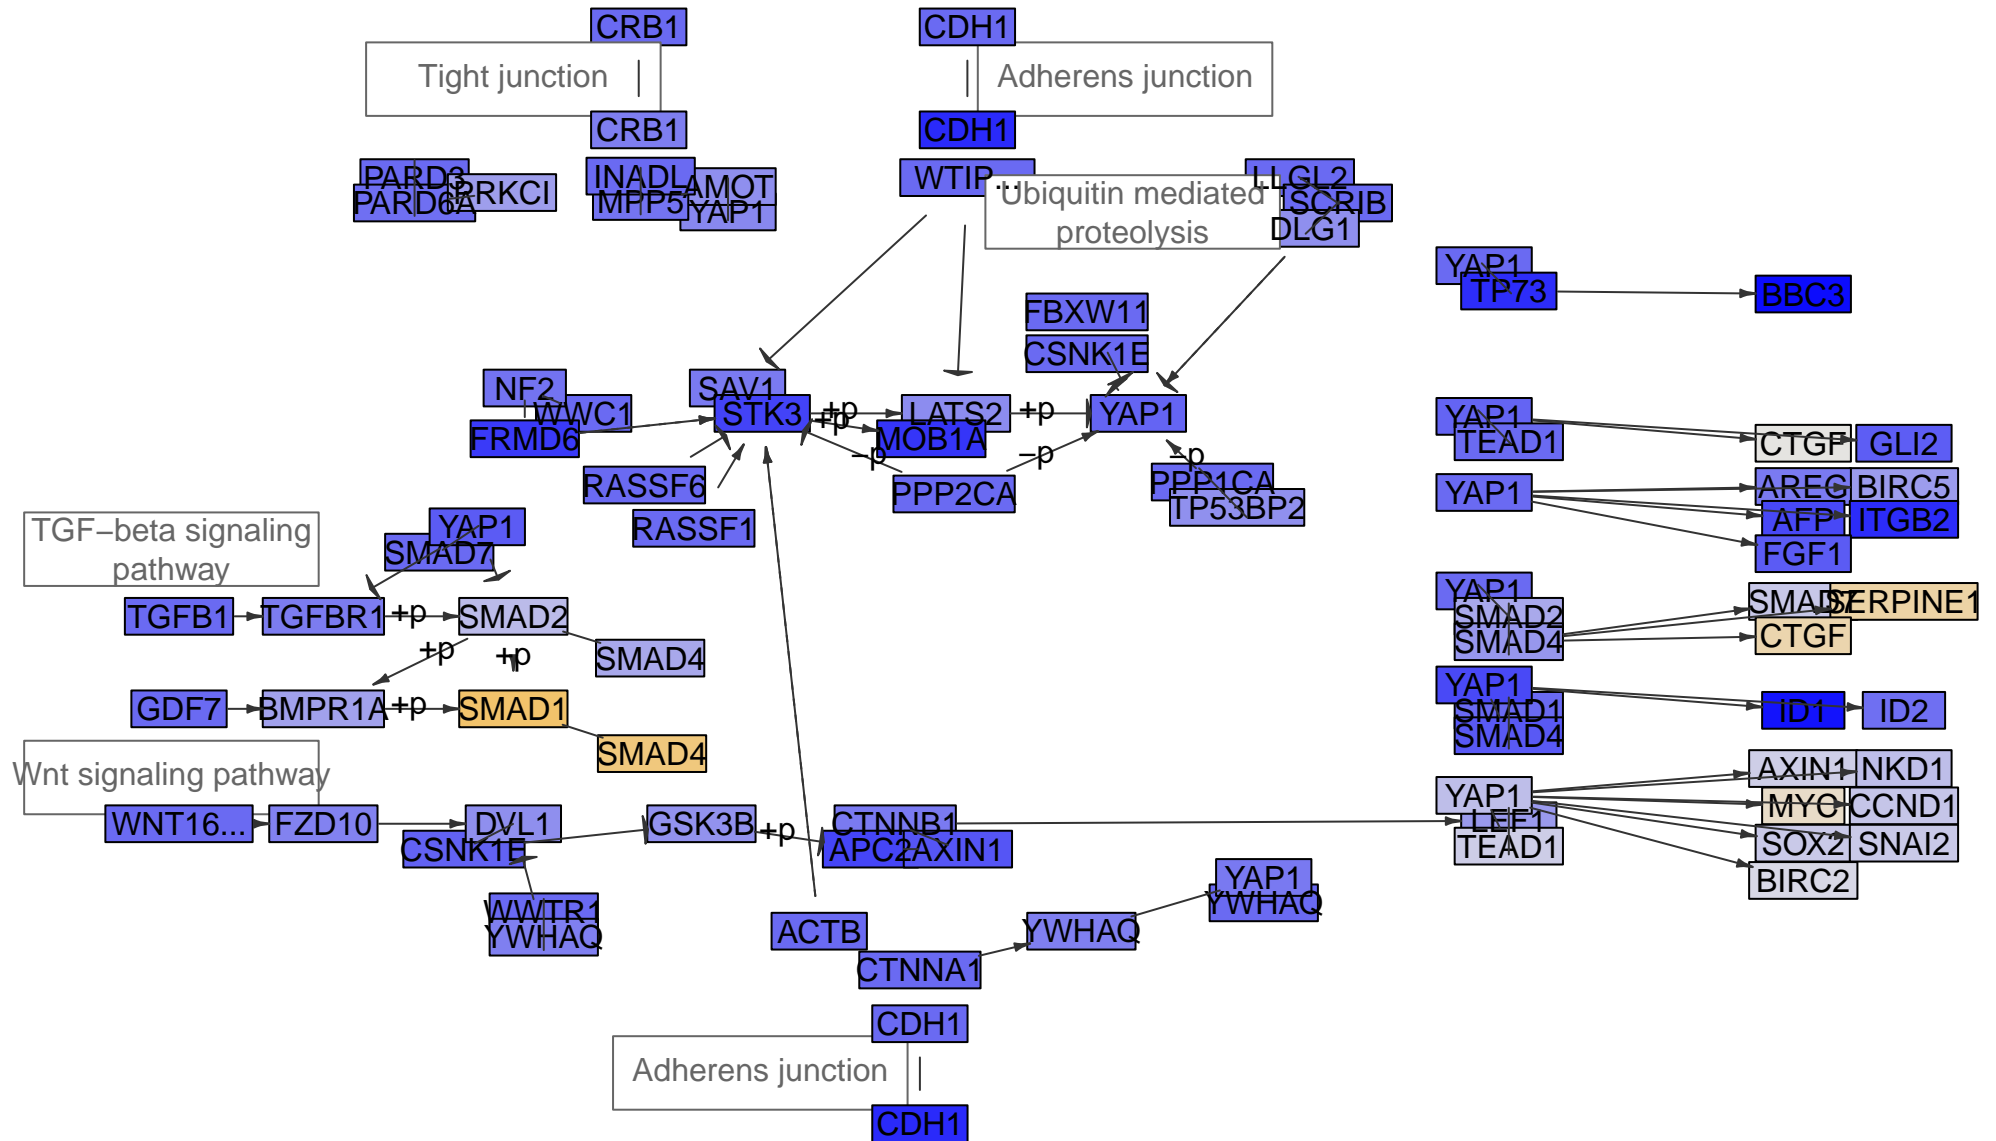 CRB1
CDH1
Tight junction
Adherens junction
CRB1
CDH1
PARD3
PRKCI
PARD6A
INADL
AMOT
MPP5
YAP1
WTIP...
LLGL2
SCRIB
DLG1
Ubiquitin mediated
proteolysis
YAP1
TP73
BBC3
FBXW11
CSNK1E
NF2
WWC1
FRMD6
SAV1
STK3
+p
+p
LATS2
MOB1A
+p
YAP1
−p
−p
−p
RASSF6
RASSF1
PPP2CA
PPP1CA
TP53BP2
YAP1
TEAD1
CTGF
GLI2
YAP1
AREG
BIRC5
AFP
ITGB2
FGF1
TGF−beta signaling
pathway
YAP1
SMAD7
TGFB1
TGFBR1
+p
SMAD2
+p
+p
SMAD4
GDF7
BMPR1A
+p
SMAD1
SMAD4
YAP1
SMAD2
SMAD4
SMAD7
SERPINE1
CTGF
YAP1
SMAD1
SMAD4
ID1
ID2
Wnt signaling pathway
WNT16...
FZD10
DVL1
CSNK1E
GSK3B
+p
CTNNB1
APC2
AXIN1
YAP1
LEF1
TEAD1
AXIN1
NKD1
MYC
CCND1
SOX2
SNAI2
BIRC2
WWTR1
YWHAQ
ACTB
CTNNA1
YWHAQ
YAP1
YWHAQ
CDH1
Adherens junction
CDH1